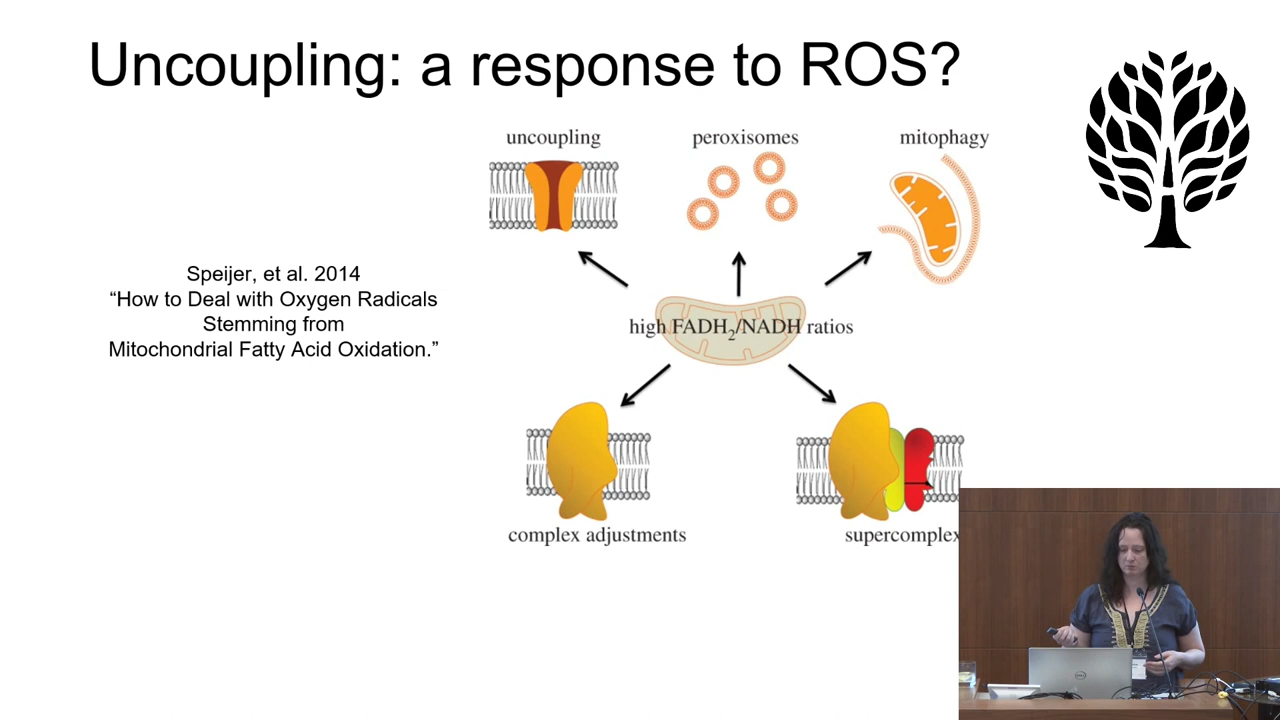 Uncoupling: a response to ROS?
uncoupling
peroxisomes
mitophagy
Speijer, et al. 2014
“How to Deal with Oxygen Radicals
Stemming from
Mitochondrial Fatty Acid Oxidation.”
high FADH₂/NADH ratios
complex adjustments
supercomplex
DELL